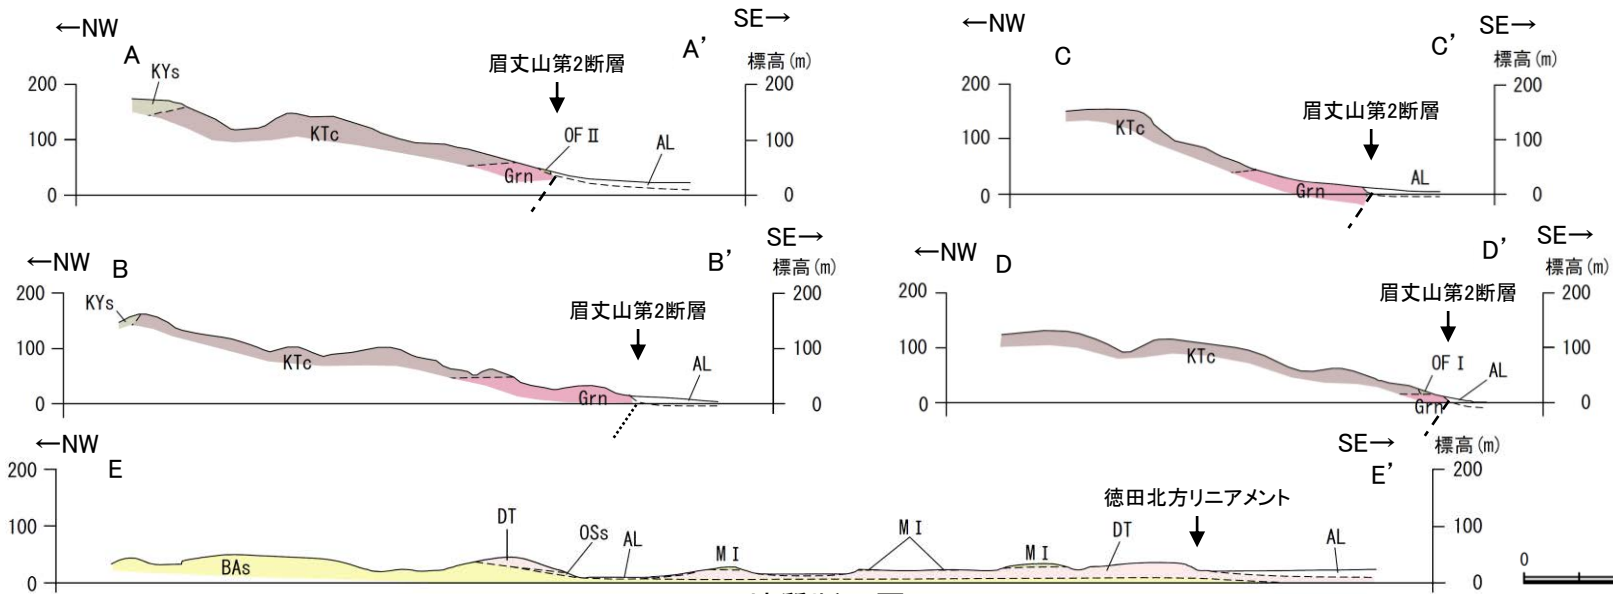 ←NW
SE→
A
A’
標高(m)
KYs
眉丈山第2断層
200
200
100
100
0
0
KTc
OFⅡ
AL
Grn
←NW
SE→
C
C’
標高(m)
眉丈山第2断層
200
200
100
100
0
0
KTc
AL
Grn
←NW
SE→
B
B’
標高(m)
KYs
眉丈山第2断層
200
200
100
100
0
0
KTc
AL
Grn
←NW
SE→
D
D’
標高(m)
眉丈山第2断層
200
200
100
100
0
0
KTc
OFⅠ
AL
Grn
←NW
SE→
E
E’
標高(m)
徳田北方リニアメント
200
200
100
100
0
0
BAs
DT
OSs
AL
MⅠ
MⅠ
MⅠ
DT
AL
0